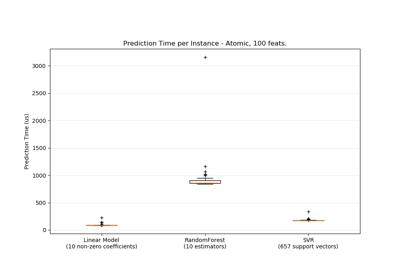 Prediction Time per Instance - Atomic, 100 feats.
3000
2500
2000
1500
1000
500
0
Prediction Time (us)
Linear Model
(10 non-zero coefficients)
RandomForest
(10 estimators)
SVR
(657 support vectors)